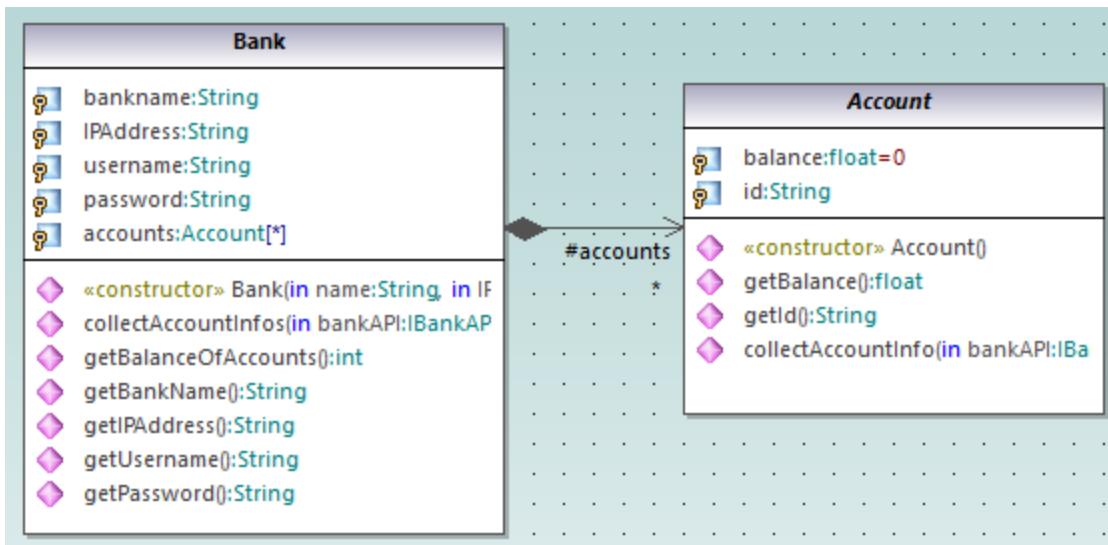 Bank
bankname:String
IPAddress:String
username:String
password:String
accounts:Account[*]
«constructor» Bank(in name:String, in IP
collectAccountInfos(in bankAPI:IBankAP
getBalanceOfAccounts():int
getBankName():String
getIPAddress():String
getUsername():String
getPassword():String
#accounts
*
Account
balance:float=0
id:String
«constructor» Account()
getBalance():float
getId():String
collectAccountInfo(in bankAPI:IBa